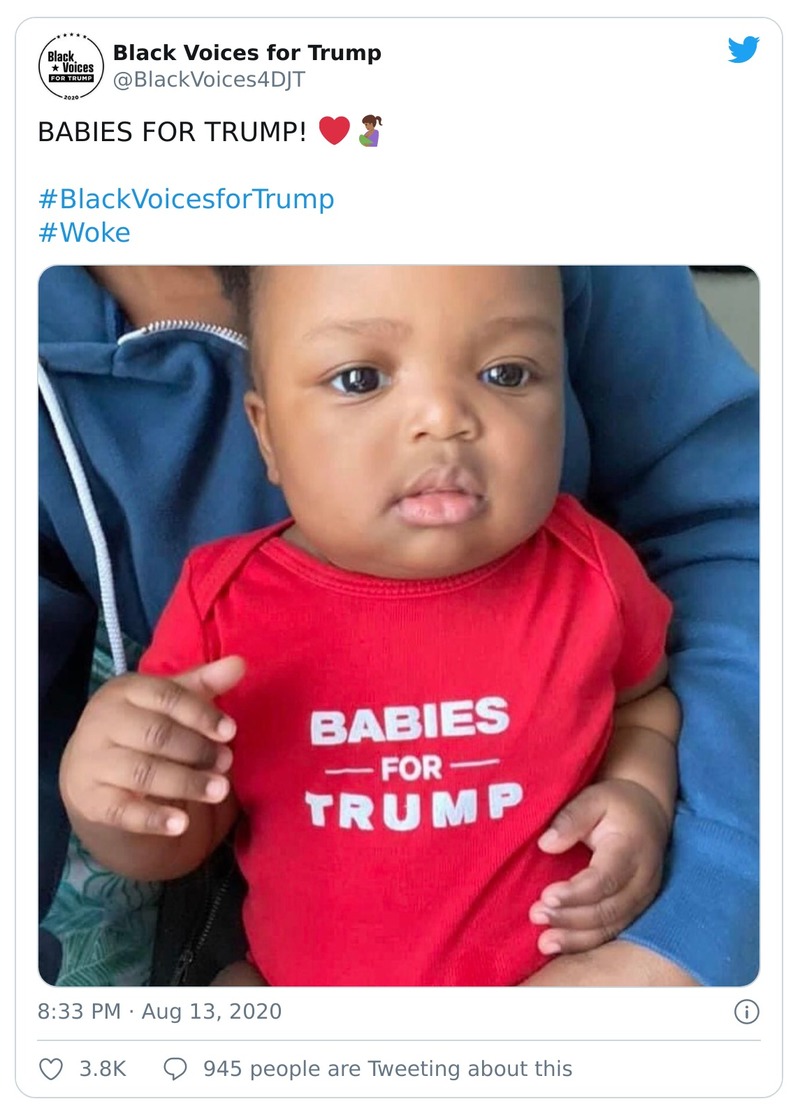 Black
Voices
FOR TRUMP
2020
Black Voices for Trump
@BlackVoices4DJT
BABIES FOR TRUMP! ❤️🤱🏾
#BlackVoicesforTrump
#Woke
BABIES
FOR
TRUMP
8:33 PM · Aug 13, 2020
3.8K 945 people are Tweeting about this